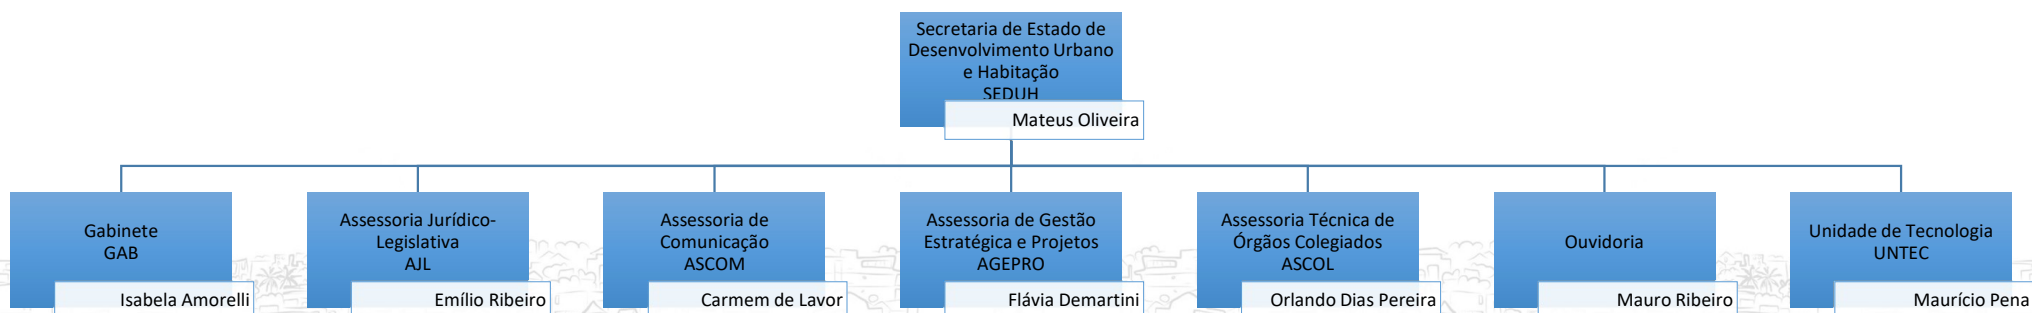 Secretaria de Estado de
Desenvolvimento Urbano
e Habitação
SEDUH
Mateus Oliveira
Gabinete
GAB
Isabela Amorelli
Assessoria Jurídico-
Legislativa
AJL
Emílio Ribeiro
Assessoria de
Comunicação
ASCOM
Carmem de Lavor
Assessoria de Gestão
Estratégica e Projetos
AGEPRO
Flávia Demartini
Assessoria Técnica de
Órgãos Colegiados
ASCOL
Orlando Dias Pereira
Ouvidoria
Mauro Ribeiro
Unidade de Tecnologia
UNTEC
Maurício Pena